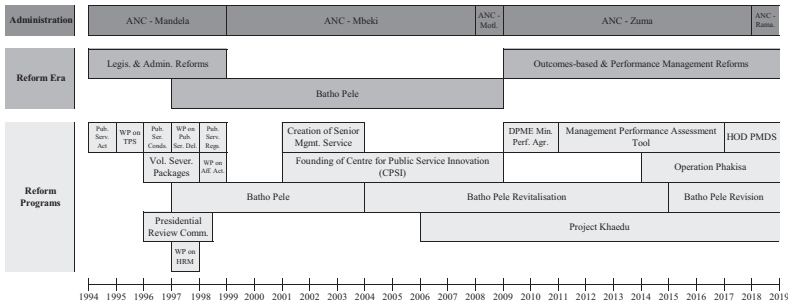 Administration
ANC - Mandela
ANC - Mbeki
ANC -
Motl.
ANC - Zuma
ANC -
Rama.
Reform Era
Legis. & Admin. Reforms
Outcomes-based & Performance Management Reforms
Batho Pele
Reform
Programs
Pub.
Serv.
Act
WP on
TPS
Pub.
Ser.
Conds.
WP on
Pub.
Ser. Del.
Pub.
Serv.
Regs.
Creation of Senior
Mgmt. Service
DPME Min.
Perf. Agr.
Management Performance Assessment
Tool
HOD PMDS
Vol. Sever.
Packages
WP on
Aff. Act.
Founding of Centre for Public Service Innovation
(CPSI)
Operation Phakisa
Batho Pele
Batho Pele Revitalisation
Batho Pele Revision
Presidential
Review Comm.
Project Khaedu
WP on
HRM
1994 1995 1996 1997 1998 1999 2000 2001 2002 2003 2004 2005 2006 2007 2008 2009 2010 2011 2012 2013 2014 2015 2016 2017 2018 2019